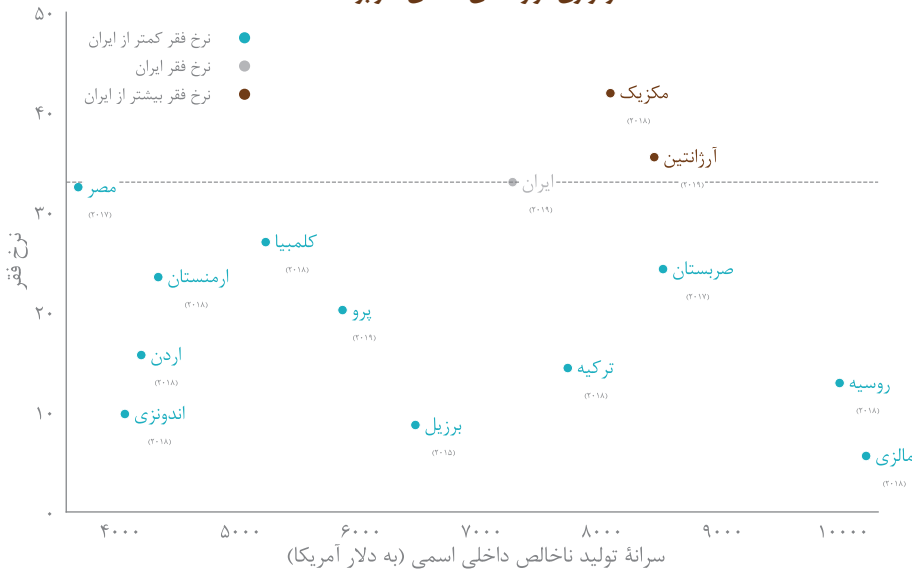 ۵۰
۴۰
۳۰
۲۰
۱۰
۰
نرخ فقر
نرخ فقر کمتر از ایران
نرخ فقر ایران
نرخ فقر بیشتر از ایران
مکزیک
(۲۰۱۸)
آرژانتین
(۲۰۱۹)
ایران
(۲۰۱۹)
مصر
(۲۰۱۷)
کلمبیا
(۲۰۱۸)
صربستان
(۲۰۱۷)
ارمنستان
(۲۰۱۸)
پرو
(۲۰۱۹)
اردن
(۲۰۱۸)
ترکیه
(۲۰۱۸)
روسیه
(۲۰۱۸)
اندونزی
(۲۰۱۸)
برزیل
(۲۰۱۵)
مالزی
(۲۰۱۸)
۴۰۰۰ ۵۰۰۰ ۶۰۰۰ ۷۰۰۰ ۸۰۰۰ ۹۰۰۰ ۱۰۰۰۰
سرانهٔ تولید ناخالص داخلی اسمی (به دلار آمریکا)